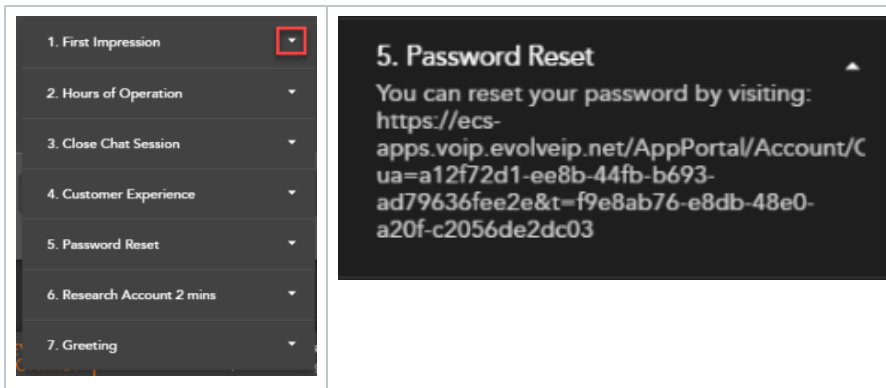 1. First Impression
2. Hours of Operation
3. Close Chat Session
4. Customer Experience
5. Password Reset
6. Research Account 2 mins
7. Greeting
5. Password Reset
You can reset your password by visiting:
https://ecs-
apps.voip.evolveip.net/AppPortal/Account/
ua=a12f72d1-ee8b-44fb-b693-
ad79636fee2e&t=f9e8ab76-e8db-48e0-
a20f-c2056de2dc03